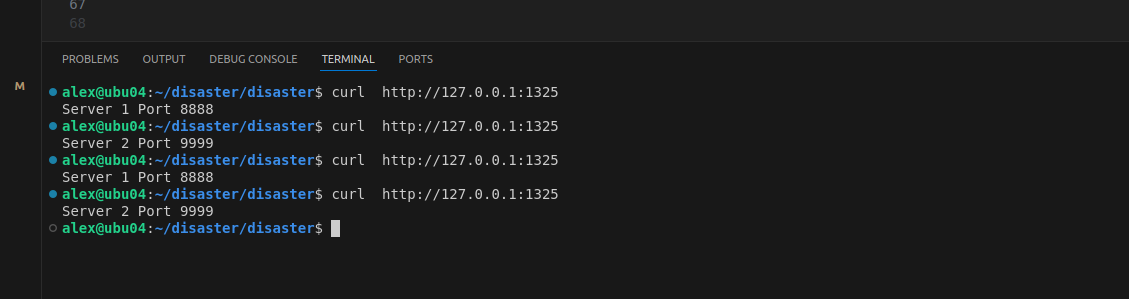 67
68
PROBLEMS OUTPUT DEBUG CONSOLE TERMINAL PORTS
M
alex@ubu04:~/disaster/disaster$ curl  http://127.0.0.1:1325
Server 1 Port 8888
alex@ubu04:~/disaster/disaster$ curl  http://127.0.0.1:1325
Server 2 Port 9999
alex@ubu04:~/disaster/disaster$ curl  http://127.0.0.1:1325
Server 1 Port 8888
alex@ubu04:~/disaster/disaster$ curl  http://127.0.0.1:1325
Server 2 Port 9999
alex@ubu04:~/disaster/disaster$